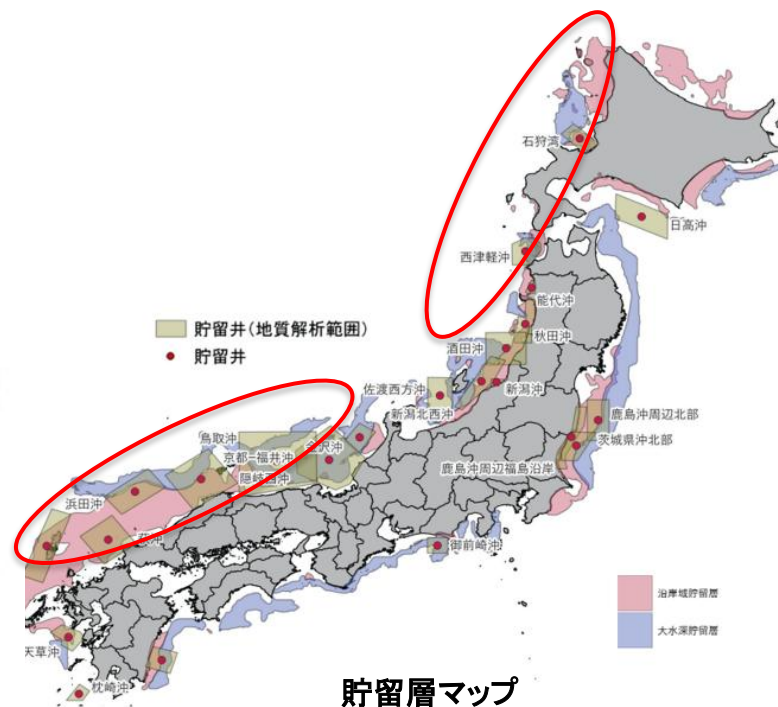 石狩湾
日高沖
西津軽沖
能代沖
貯留井(地質解析範囲)
貯留井
秋田沖
酒田沖
佐渡西方沖
新潟沖
新潟北西沖
鹿島沖周辺北部
茨城県沖北部
鳥取沖
金沢沖
京都-福井沖
鹿島沖周辺福島沿岸
隠岐西沖
浜田沖
萩沖
御前崎沖
沿岸域貯留層
大水深貯留層
天草沖
枕崎沖
貯留層マップ